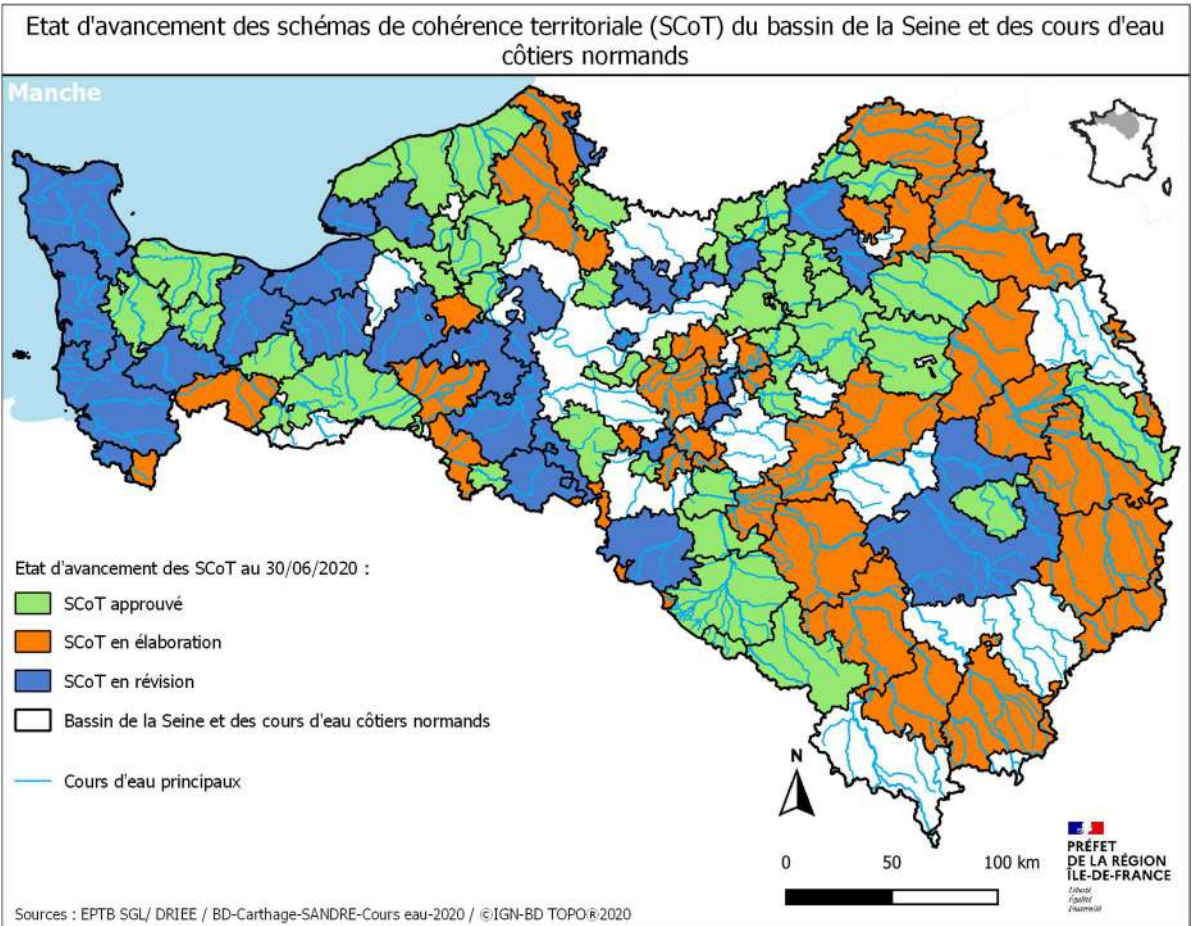 Etat d'avancement des schémas de cohérence territoriale (SCoT) du bassin de la Seine et des cours d'eau
côtiers normands
Manche
Etat d'avancement des SCoT au 30/06/2020 :
SCoT approuvé
SCoT en élaboration
SCoT en révision
Bassin de la Seine et des cours d'eau côtiers normands
Cours d'eau principaux
N
0 50 100 km
PRÉFET
DE LA RÉGION
ÎLE-DE-FRANCE
Liberté
Égalité
Fraternité
Sources : EPTB SGL/ DRIEE / BD-Carthage-SANDRE-Cours eau-2020 / ©IGN-BD TOPO®2020